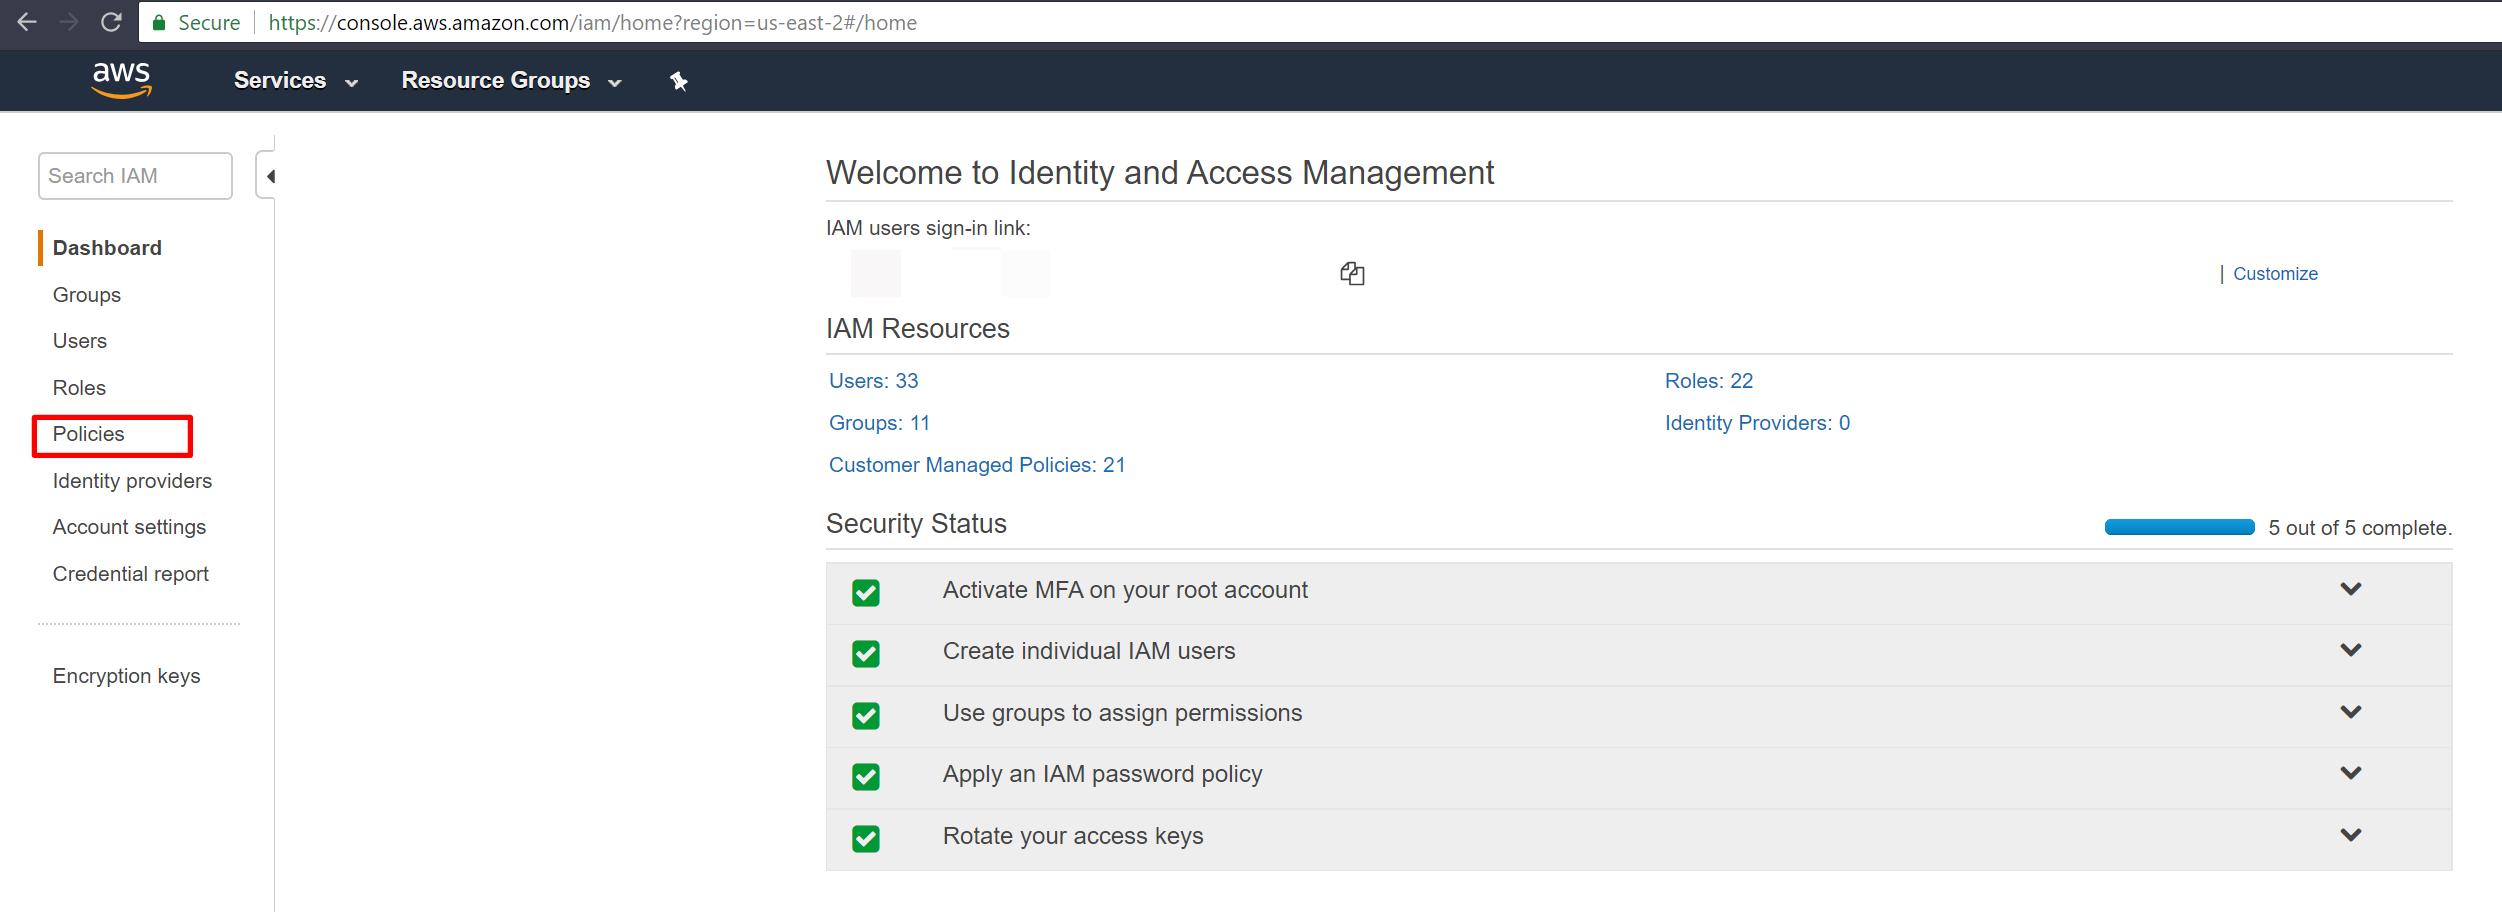 Secure https://console.aws.amazon.com/iam/home?region=us-east-2#/home
aws Services Resource Groups
Search IAM
Dashboard
Groups
Users
Roles
Policies
Identity providers
Account settings
Credential report
Encryption keys
Welcome to Identity and Access Management
IAM users sign-in link:
| Customize
IAM Resources
Users: 33
Roles: 22
Groups: 11
Identity Providers: 0
Customer Managed Policies: 21
Security Status
5 out of 5 complete.
Activate MFA on your root account
Create individual IAM users
Use groups to assign permissions
Apply an IAM password policy
Rotate your access keys